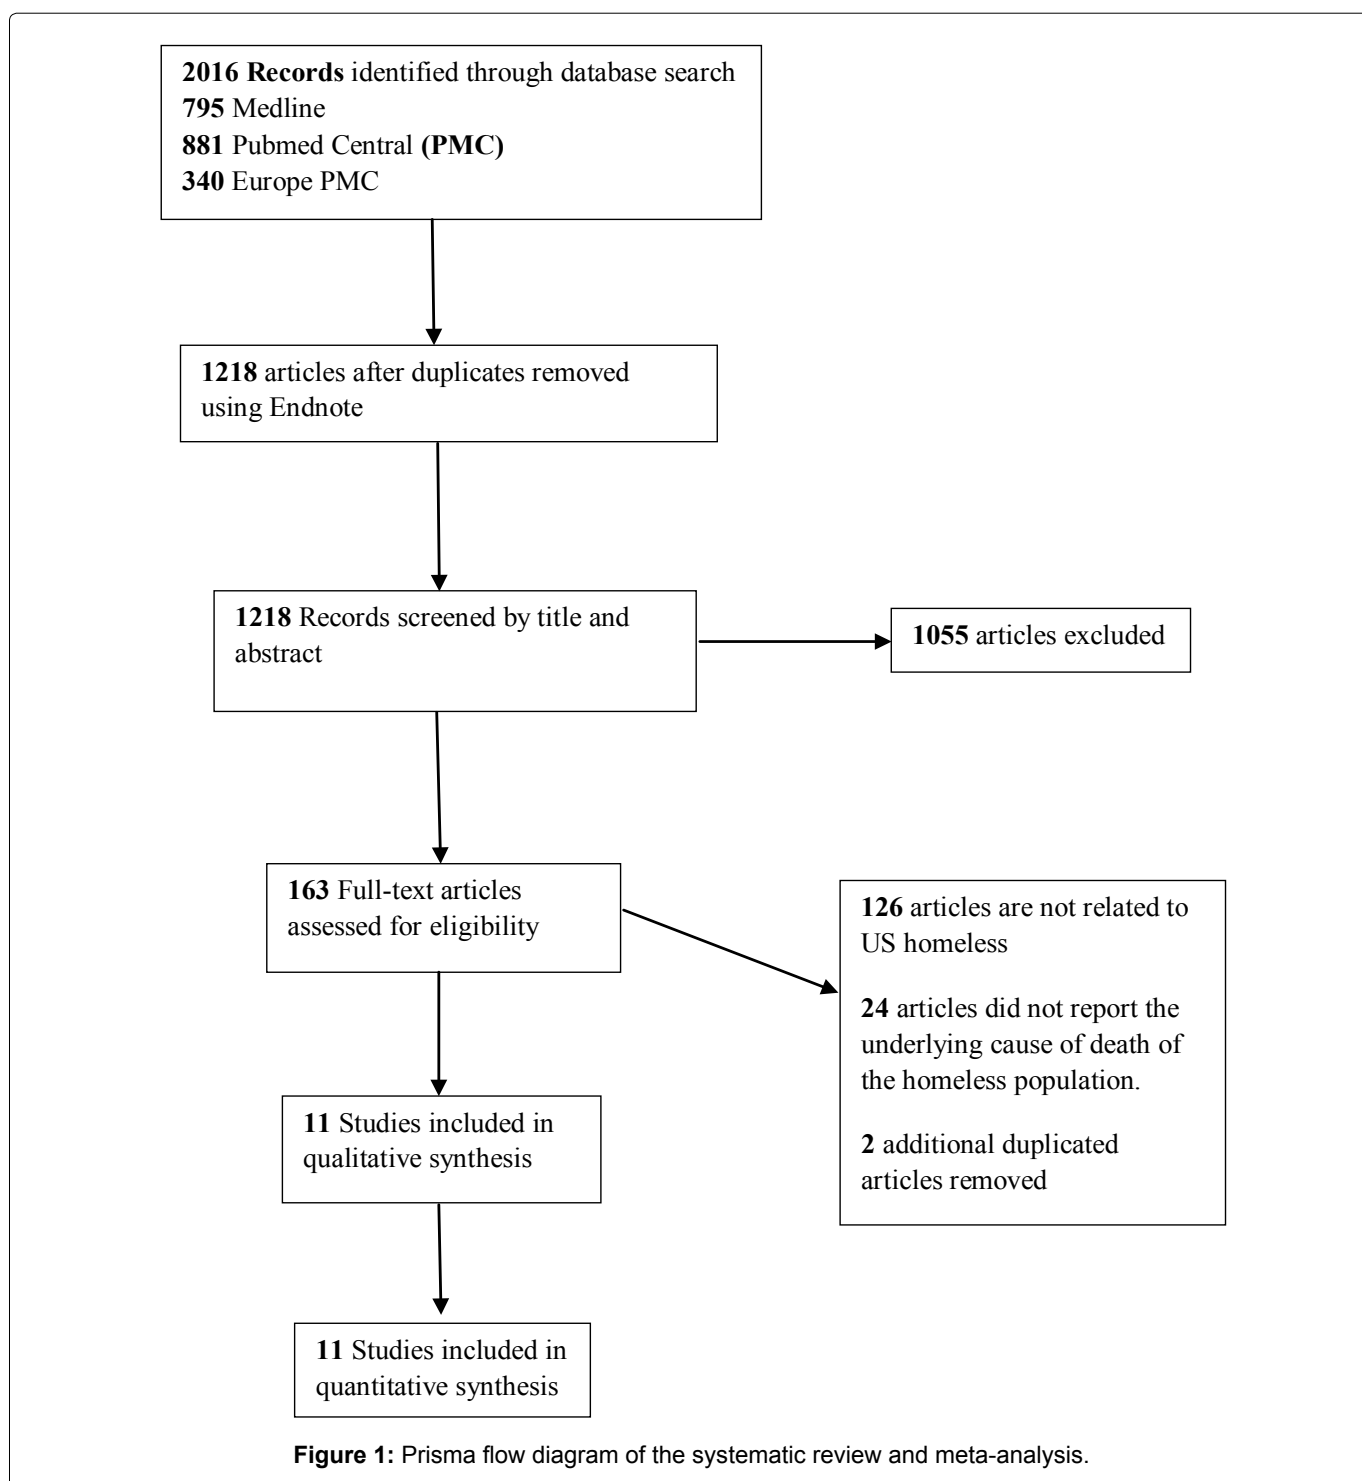 2016 Records identified through database search
795 Medline
881 Pubmed Central (PMC)
340 Europe PMC
1218 articles after duplicates removed
using Endnote
1218 Records screened by title and
abstract
1055 articles excluded
163 Full-text articles
assessed for eligibility
126 articles are not related to
US homeless
24 articles did not report the
underlying cause of death of
the homeless population.
2 additional duplicated
articles removed
11 Studies included in
qualitative synthesis
11 Studies included in
quantitative synthesis
Figure 1: Prisma flow diagram of the systematic review and meta-analysis.